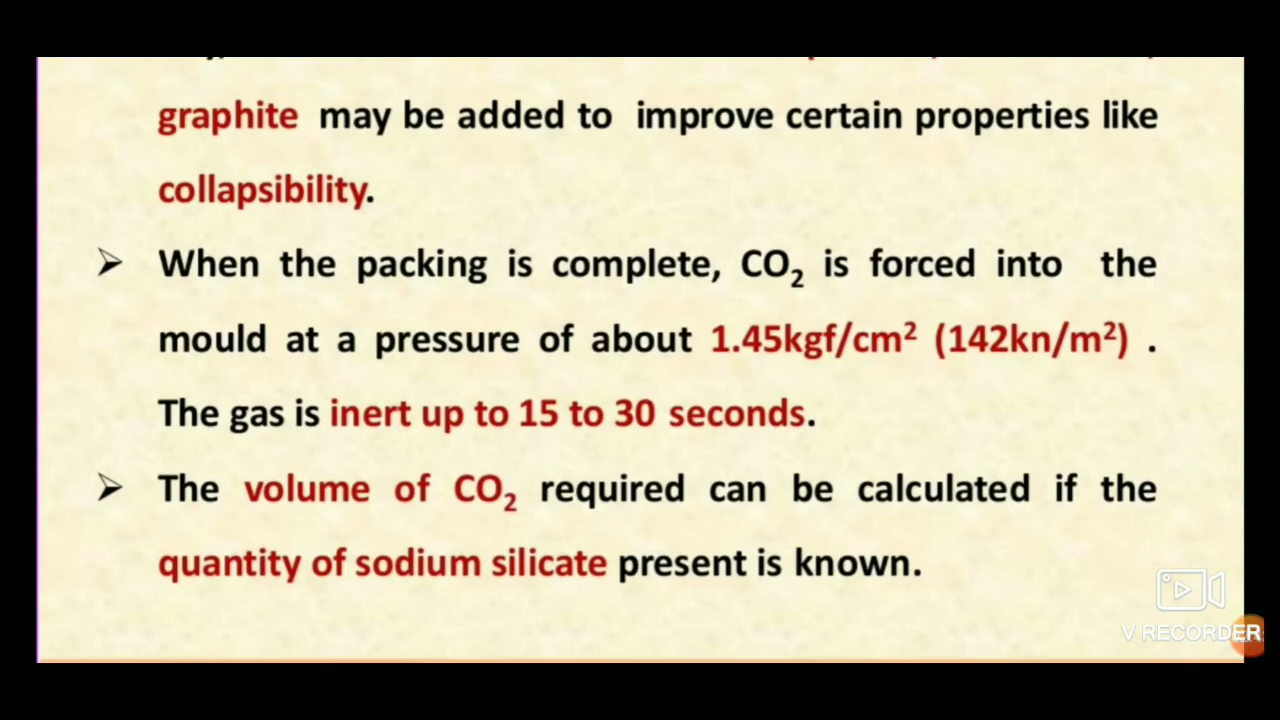 graphite may be added to improve certain properties like
collapsibility.
➢ When the packing is complete, CO₂ is forced into the
mould at a pressure of about 1.45kgf/cm² (142kn/m²) .
The gas is inert up to 15 to 30 seconds.
➢ The volume of CO₂ required can be calculated if the
quantity of sodium silicate present is known.
V RECORDER